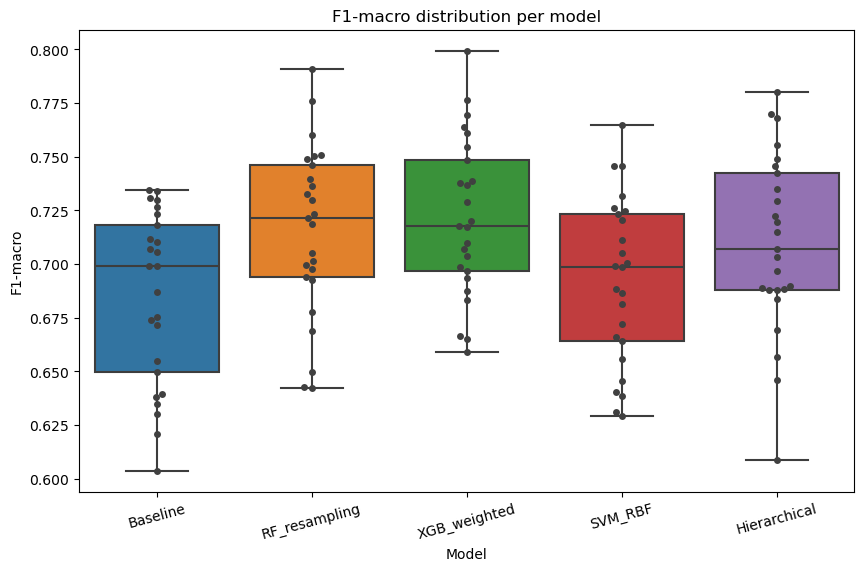 F1-macro distribution per model
F1-macro
0.800
0.775
0.750
0.725
0.700
0.675
0.650
0.625
0.600
Baseline
RF_resampling
XGB_weighted
SVM_RBF
Hierarchical
Model